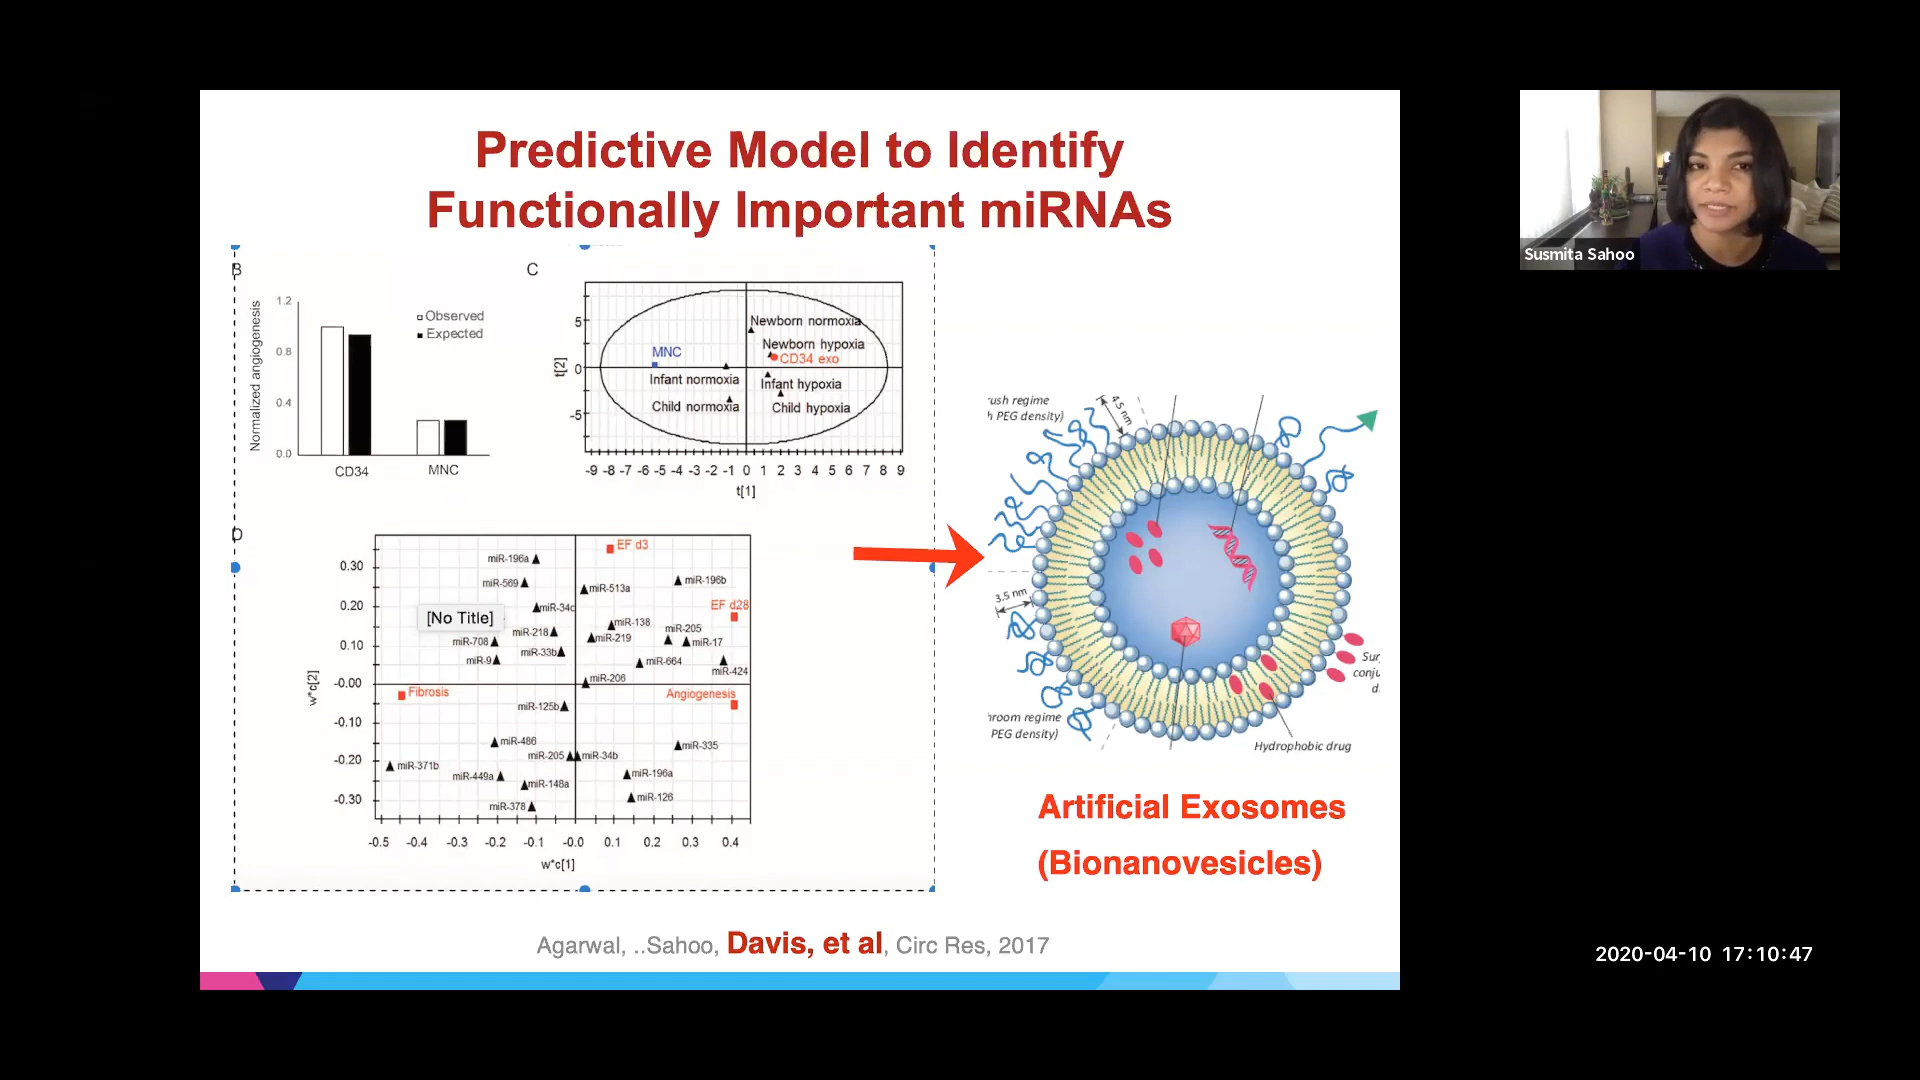 Predictive Model to Identify
Functionally Important miRNAs
B
Normalized angiogenesis
1.2
0.8
0.4
0.0
Observed
Expected
CD34
MNC
C
t[2]
5
0
-5
Newborn normoxia
Newborn hypoxia
MNC
CD34 exo
Infant normoxia
Infant hypoxia
Child normoxia
Child hypoxia
-9 -8 -7 -6 -5 -4 -3 -2 -1 0 1 2 3 4 5 6 7 8 9
t[1]
D
w*c[2]
0.30
0.20
0.10
-0.00
-0.10
-0.20
-0.30
EF d3
miR-196a
miR-569
miR-513a
miR-196b
miR-34c
EF d28
[No Title]
miR-138
miR-218
miR-205
miR-219
miR-708
miR-17
miR-33b
miR-9
miR-664
miR-424
miR-206
Fibrosis
Angiogenesis
miR-125b
miR-486
miR-335
miR-205
miR-34b
miR-371b
miR-449a
miR-196a
miR-148a
miR-126
miR-378
-0.5 -0.4 -0.3 -0.2 -0.1 -0.0 0.1 0.2 0.3 0.4
w*c[1]
rush regime
h PEG density)
4.5 nm
3.5 nm
hroom regime
PEG density)
Sur
conju
d
Hydrophobic drug
Artificial Exosomes
(Bionanovesicles)
Agarwal, ..Sahoo, Davis, et al, Circ Res, 2017
Susmita Sahoo
2020-04-10 17:10:47